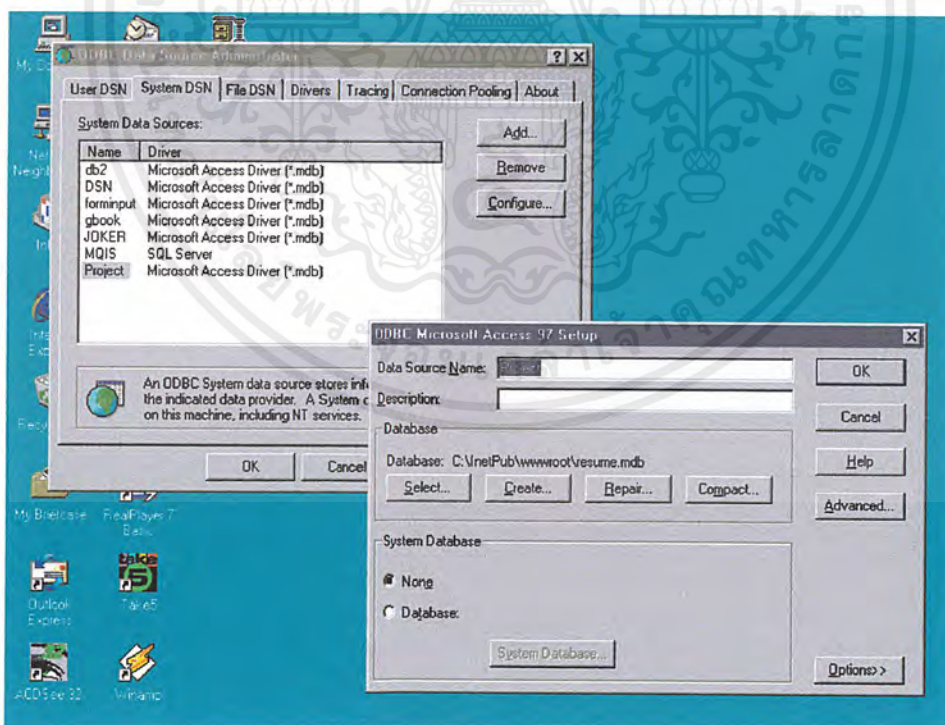 ODBC Data Source Administrator
User DSN
System DSN
File DSN
Drivers
Tracing
Connection Pooling
About
System Data Sources:
Name Driver
db2 Microsoft Access Driver (*.mdb)
DSN Microsoft Access Driver (*.mdb)
forminput Microsoft Access Driver (*.mdb)
gbook Microsoft Access Driver (*.mdb)
JOKER Microsoft Access Driver (*.mdb)
MQIS SQL Server
Project Microsoft Access Driver (*.mdb)
Add...
Remove
Configure...
An ODBC System data source stores
the indicated data provider. A System
on this machine, including NT services.
OK
Cancel
ODBC Microsoft Access 97 Setup
Data Source Name: Project
Description:
OK
Cancel
Help
Advanced...
Options>>
Database
Database: C:\InetPub\wwwroot\resume.mdb
Select...
Create...
Repair...
Compact...
System Database
None
Database:
System Database...
My Briefcase
RealPlayer 7
Basic
Outlook
Express
Take5
ACDSee 32
Winamp